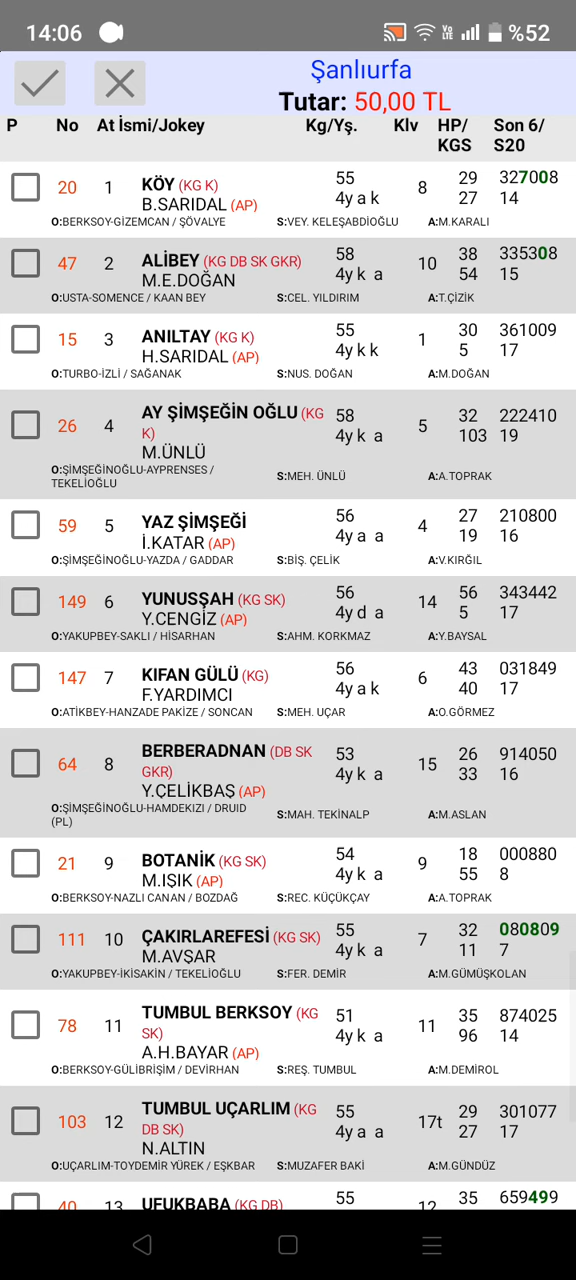 14:06 Vo LTE %52
Şanlıurfa
Tutar: 50,00 TL
P No At İsmi/Jokey Kg/Yş. Klv HP/ KGS Son 6/ S20
20 1 KÖY (KG K) 55 8 29 327008
B.SARIDAL (AP) 4y a k 27 14
O:BERKSOY-GİZEMCAN / ŞÖVALYE S:VEY. KELEŞABDİOĞLU A:M.KARALI
47 2 ALİBEY (KG DB SK GKR) 58 10 38 335308
M.E.DOĞAN 4y k a 54 15
O:USTA-SOMENCE / KAAN BEY S:CEL. YILDIRIM A:T.ÇİZİK
15 3 ANILTAY (KG K) 55 1 30 361009
H.SARIDAL (AP) 4y k k 5 17
O:TURBO-İZLİ / SAĞANAK S:NUS. DOĞAN A:M.DOĞAN
26 4 AY ŞİMŞEĞİN OĞLU (KG 58 5 32 222410
K) 4y k a 103 19
M.ÜNLÜ
O:ŞİMŞEĞİNOĞLU-AYPRENSES / S:MEH. ÜNLÜ A:A.TOPRAK
TEKELİOĞLU
59 5 YAZ ŞİMŞEĞİ 56 4 27 210800
İ.KATAR (AP) 4y a a 19 16
O:ŞİMŞEĞİNOĞLU-YAZDA / GADDAR S:BİŞ. ÇELİK A:V.KIRĞIL
149 6 YUNUSŞAH (KG SK) 56 14 56 343442
Y.CENGİZ (AP) 4y d a 5 17
O:YAKUPBEY-SAKLI / HİSARHAN S:AHM. KORKMAZ A:Y.BAYSAL
147 7 KIFAN GÜLÜ (KG) 56 6 43 031849
F.YARDIMCI 4y a k 40 17
O:ATİKBEY-HANZADE PAKİZE / SONCAN S:MEH. UÇAR A:O.GÖRMEZ
64 8 BERBERADNAN (DB SK 53 15 26 914050
GKR) 4y k a 33 16
Y.ÇELİKBAŞ (AP)
O:ŞİMŞEĞİNOĞLU-HAMDEKIZI / DRUID S:MAH. TEKİNALP A:M.ASLAN
(PL)
21 9 BOTANİK (KG SK) 54 9 18 000880
M.IŞIK (AP) 4y k a 55 8
O:BERKSOY-NAZLI CANAN / BOZDAĞ S:REC. KÜÇÜKÇAY A:A.TOPRAK
111 10 ÇAKIRLAREFESİ (KG SK) 55 7 32 080809
M.AVŞAR 4y k a 11 7
O:YAKUPBEY-İKİSAKİN / TEKELİOĞLU S:FER. DEMİR A:M.GÜMÜŞKOLAN
78 11 TUMBUL BERKSOY (KG 51 11 35 874025
SK) 4y k a 96 14
A.H.BAYAR (AP)
O:BERKSOY-GÜLİBRİŞİM / DEVİRHAN S:REŞ. TUMBUL A:M.DEMİROL
103 12 TUMBUL UÇARLIM (KG 55 17t 29 301077
DB SK) 4y a a 27 17
N.ALTIN
O:UÇARLIM-TOYDEMİR YÜREK / EŞKBAR S:MUZAFER BAKİ A:M.GÜNDÜZ
40 13 UFUKBABA (KG DB) 55 12 35 659499